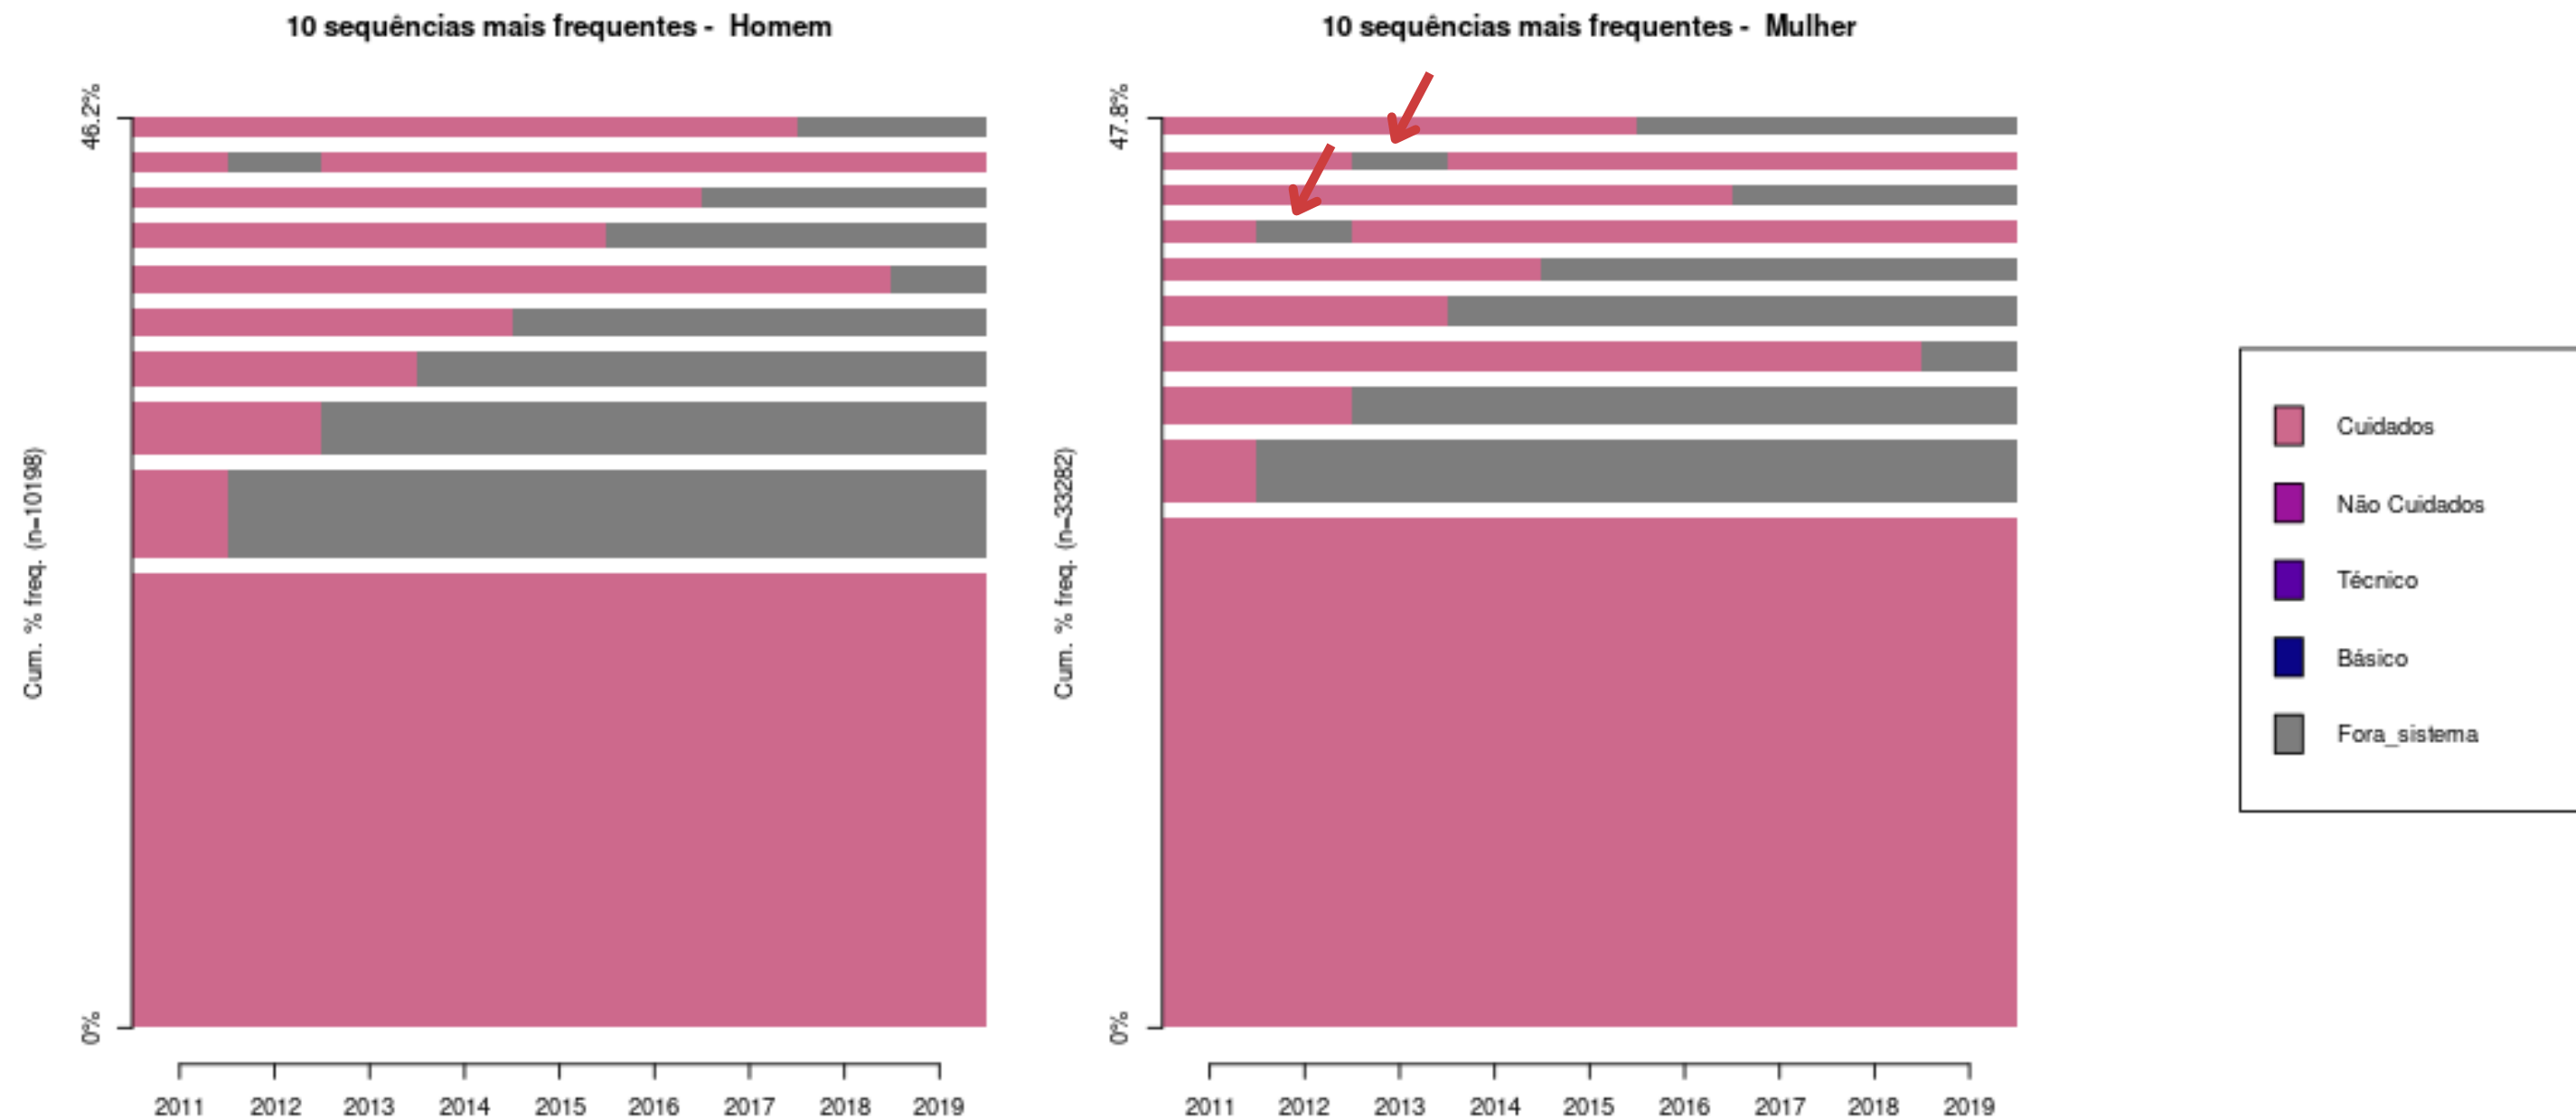 10 sequências mais frequentes -  Homem
46.2%
Cum. % freq. (n=10198)
0%
2011 2012 2013 2014 2015 2016 2017 2018 2019
10 sequências mais frequentes -  Mulher
47.8%
Cum. % freq. (n=33282)
0%
2011 2012 2013 2014 2015 2016 2017 2018 2019
Cuidados
Não Cuidados
Técnico
Básico
Fora_sistema